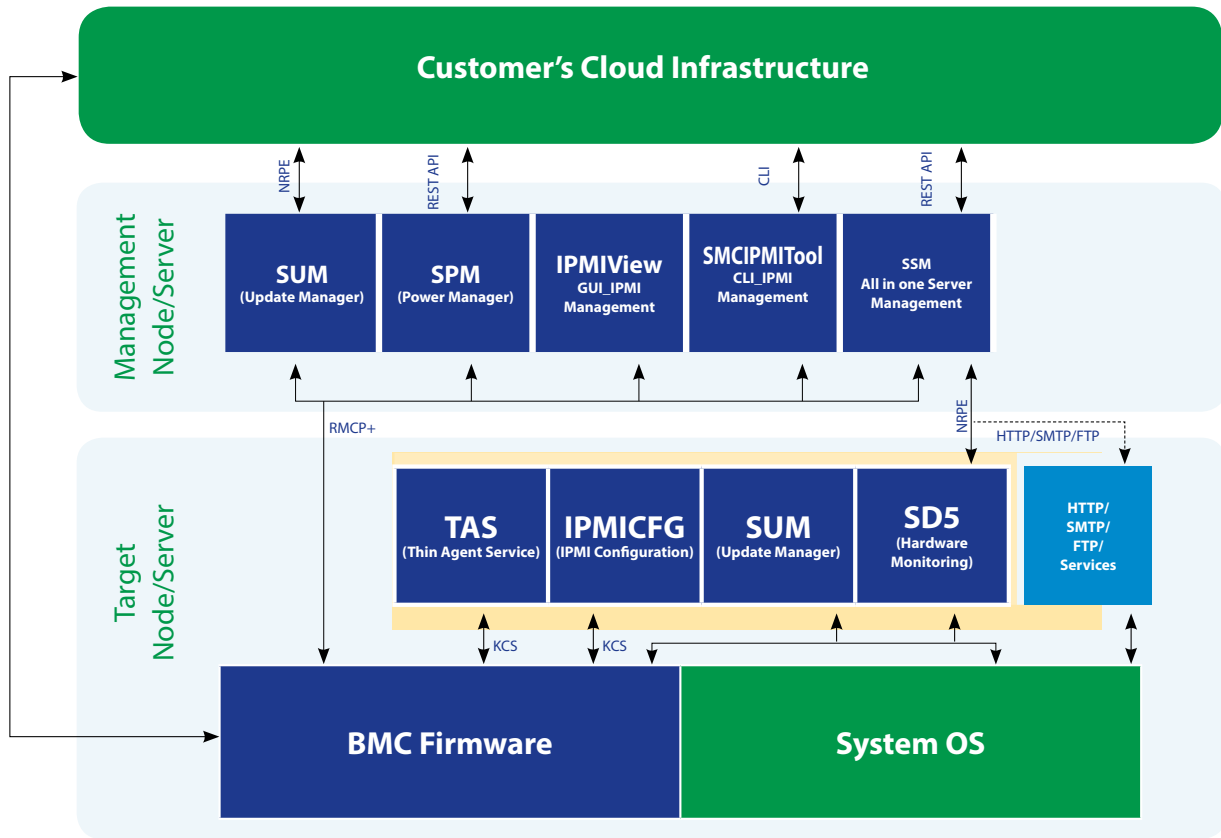 Customer's Cloud Infrastructure
NRPE
REST API
CLI
REST API
Management
Node/Server
SUM
(Update Manager)
SPM
(Power Manager)
IPMIView
GUI_IPMI
Management
SMCIPMITool
CLI_IPMI
Management
SSM
All in one Server
Management
RMCP+
NRPE
HTTP/SMTP/FTP
Target
Node/Server
TAS
(Thin Agent Service)
IPMICFG
(IPMI Configuration)
SUM
(Update Manager)
SD5
(Hardware
Monitoring)
HTTP/
SMTP/
FTP/
Services
KCS
KCS
BMC Firmware
System OS